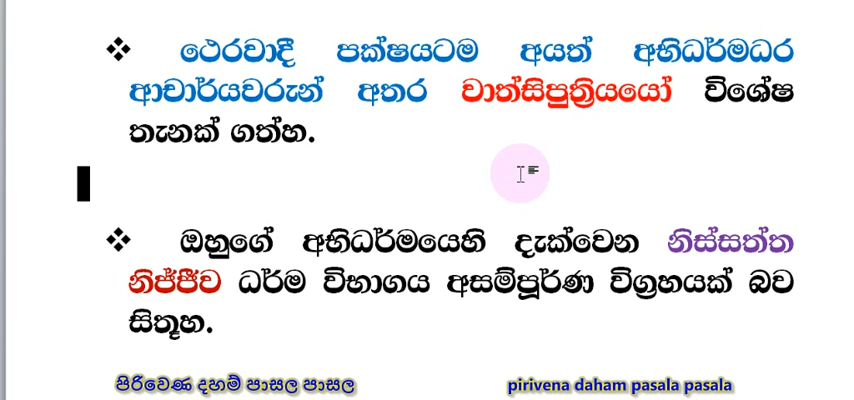 ❖ ථෙරවාදී පක්ෂයටම අයත් අභිධර්මධර
ආචාර්යවරුන් අතර වාත්සිපුත්‍රියයෝ විශේෂ
තැනක් ගත්හ.
❖ ඔහුගේ අභිධර්මයෙහි දැක්වෙන නිස්සත්ත
නිජ්ජීව ධර්ම විභාගය අසම්පූර්ණ විග්‍රහයක් බව
සිතූහ.
පිරිවෙණ දහම් පාසල පාසල pirivena daham pasala pasala